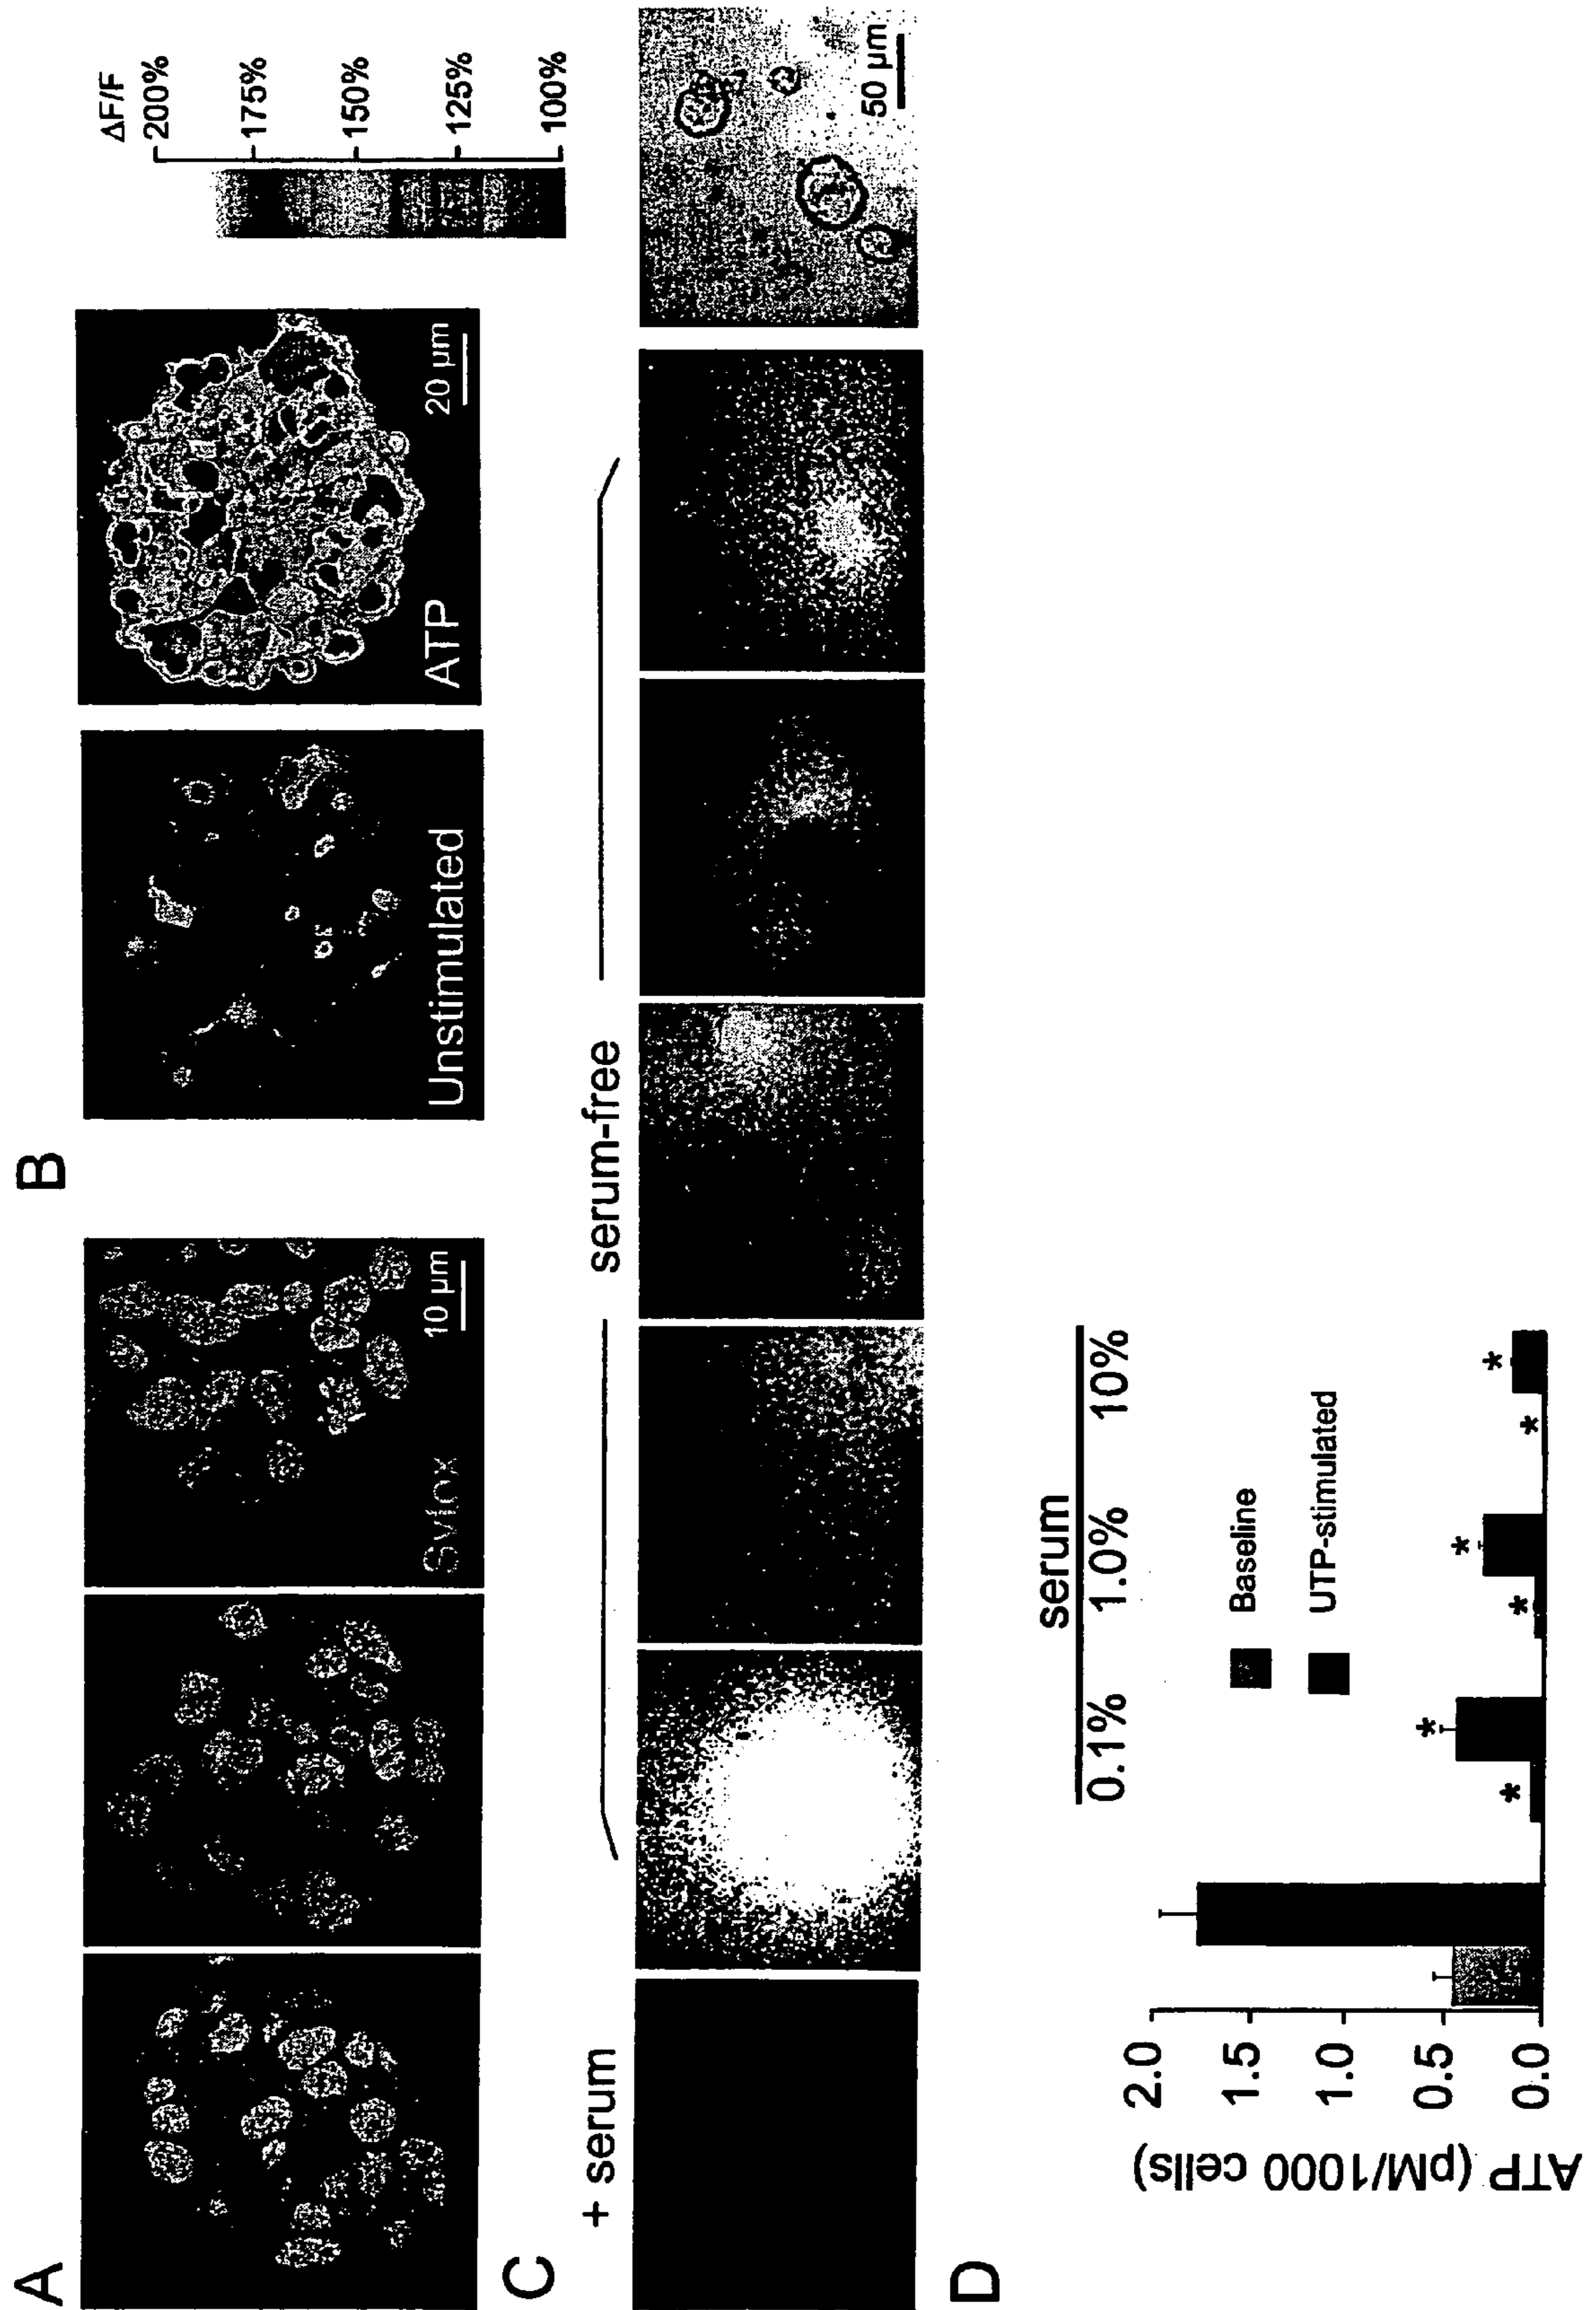 A
Sytox
10 µm
B
Unstimulated
ATP
20 µm
ΔF/F
200%
175%
150%
125%
100%
C
+ serum
serum-free
50 µm
D
ATP (pM/1000 cells)
2.0
1.5
1.0
0.5
0.0
serum
0.1%
1.0%
10%
Baseline
UTP-stimulated
*
*
*
*
*
*